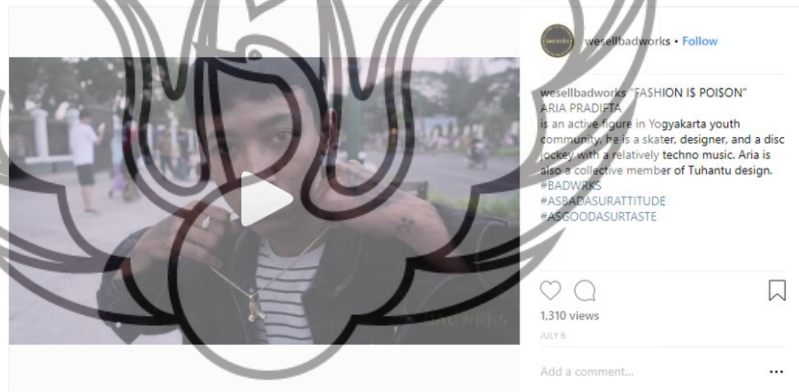 wesellbadworks • Follow
wesellbadworks "FA$HION I$ POI$ON"
ARIA PRADIPTA
is an active figure in Yogyakarta youth
community, he is a skater, designer, and a disc
jockey with a relatively techno music. Aria is
also a collective member of Tuhantu design.
#BADWRKS
#ASBADASURATTITUDE
#ASGOODASURTASTE
BADWRKS
1,310 views
JULY 6
Add a comment...